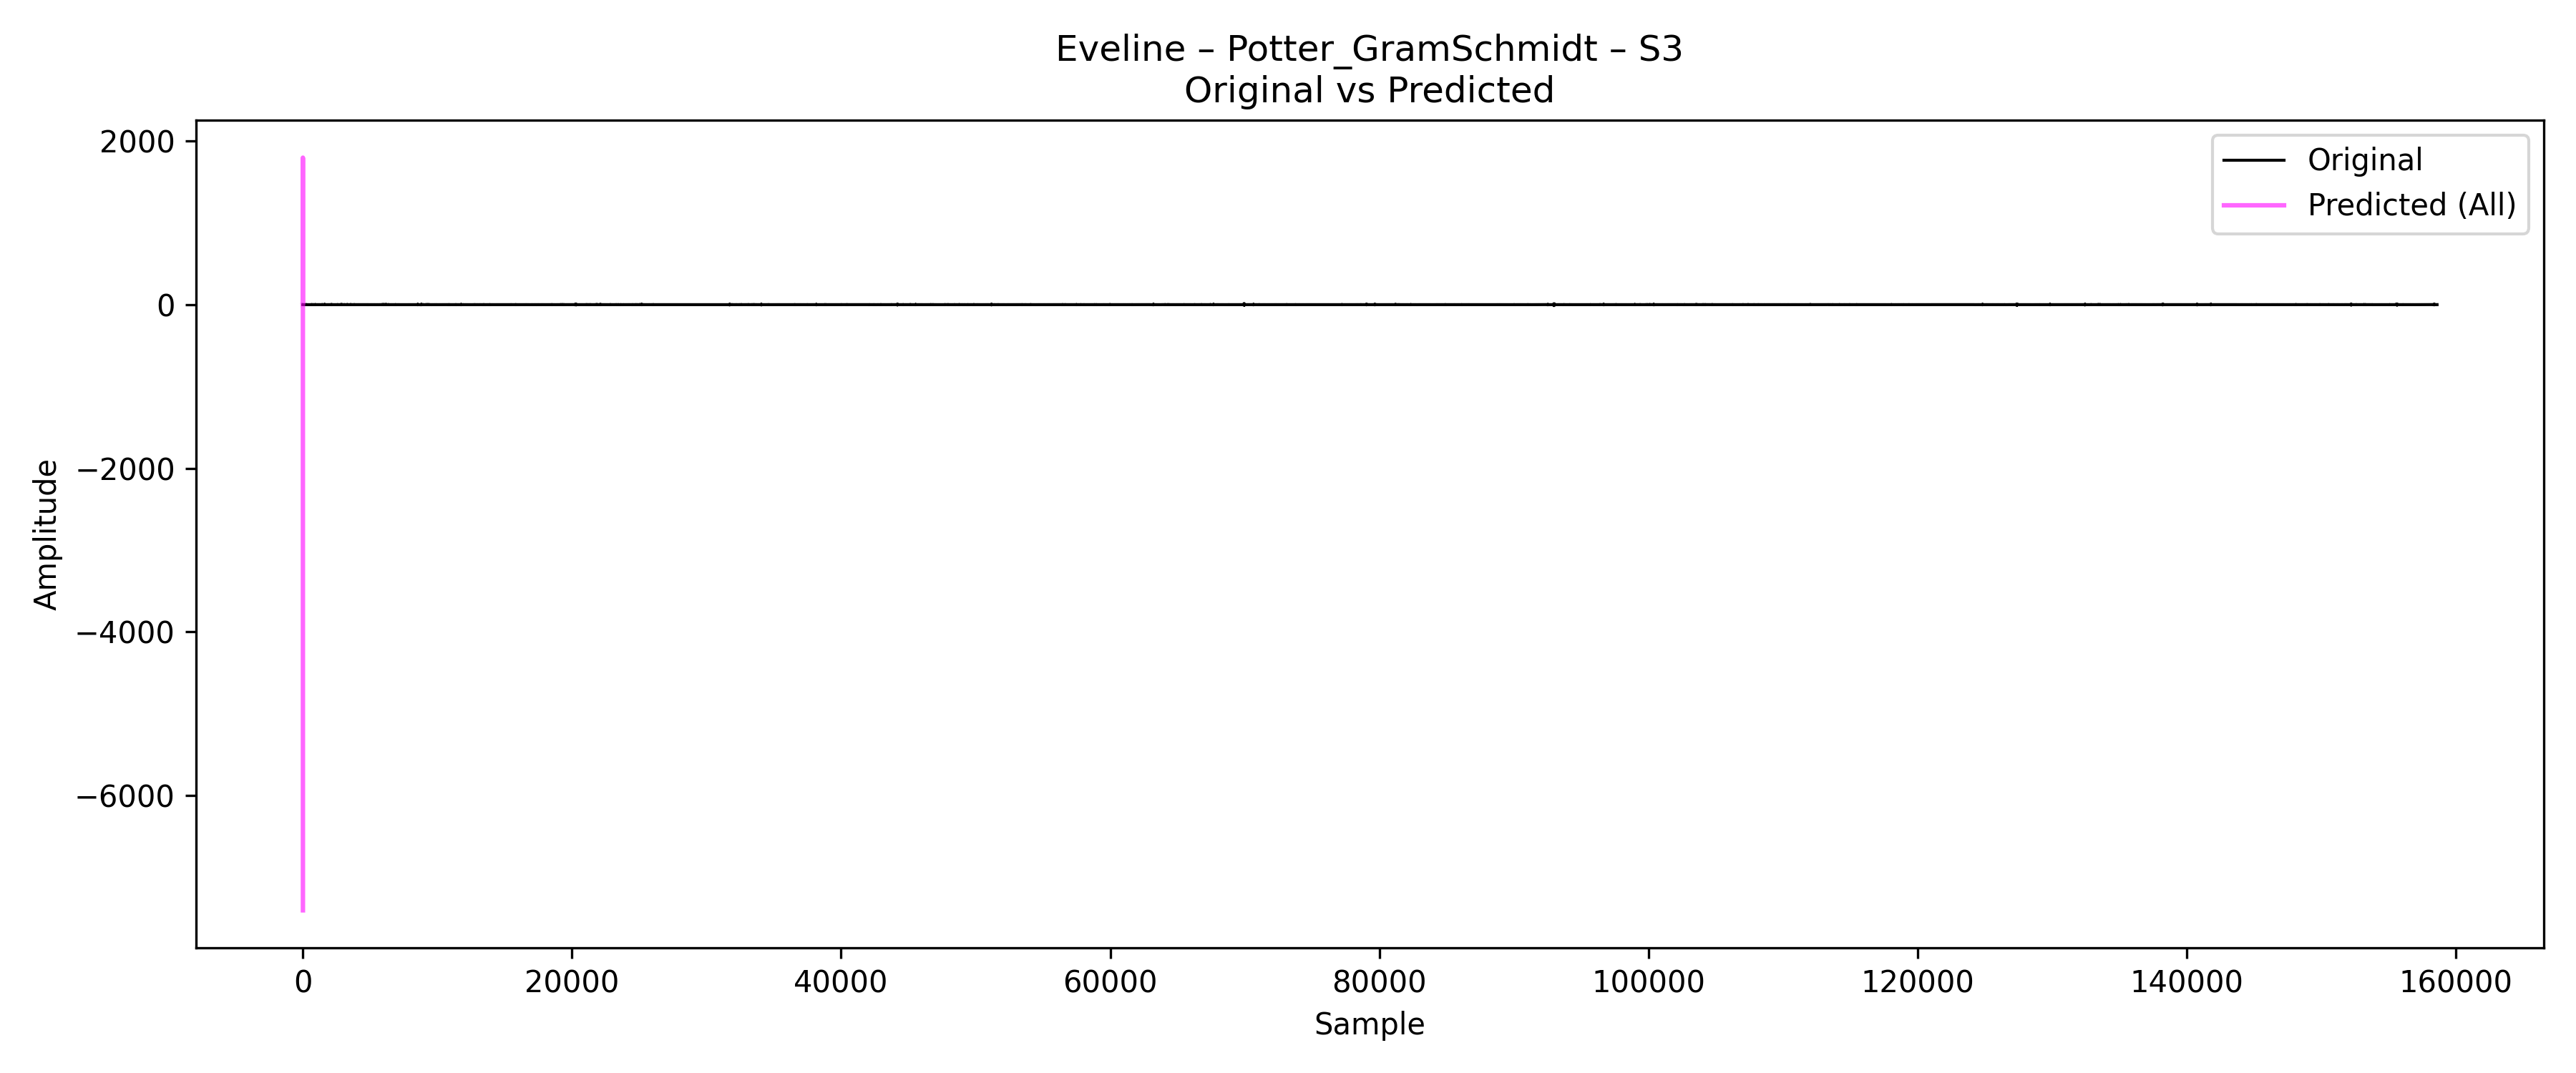 Eveline – Potter_GramSchmidt – S3
Original vs Predicted
Original
Predicted (All)
2000
0
−2000
−4000
−6000
Amplitude
0
20000
40000
60000
80000
100000
120000
140000
160000
Sample